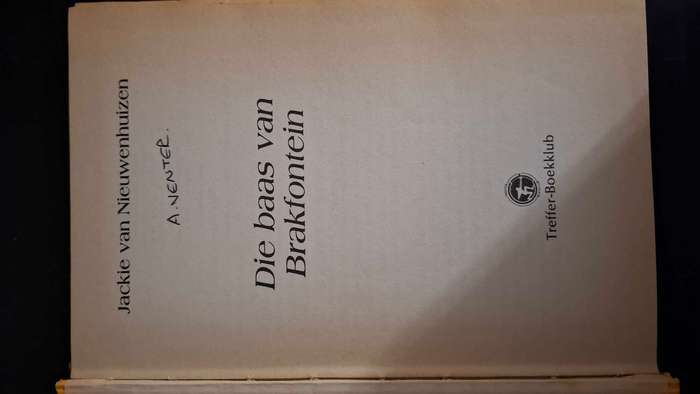 Jackie van Nieuwenhuizen
A. NENTER.
Die baas van
Brakfontein
Treffer-Boekklub